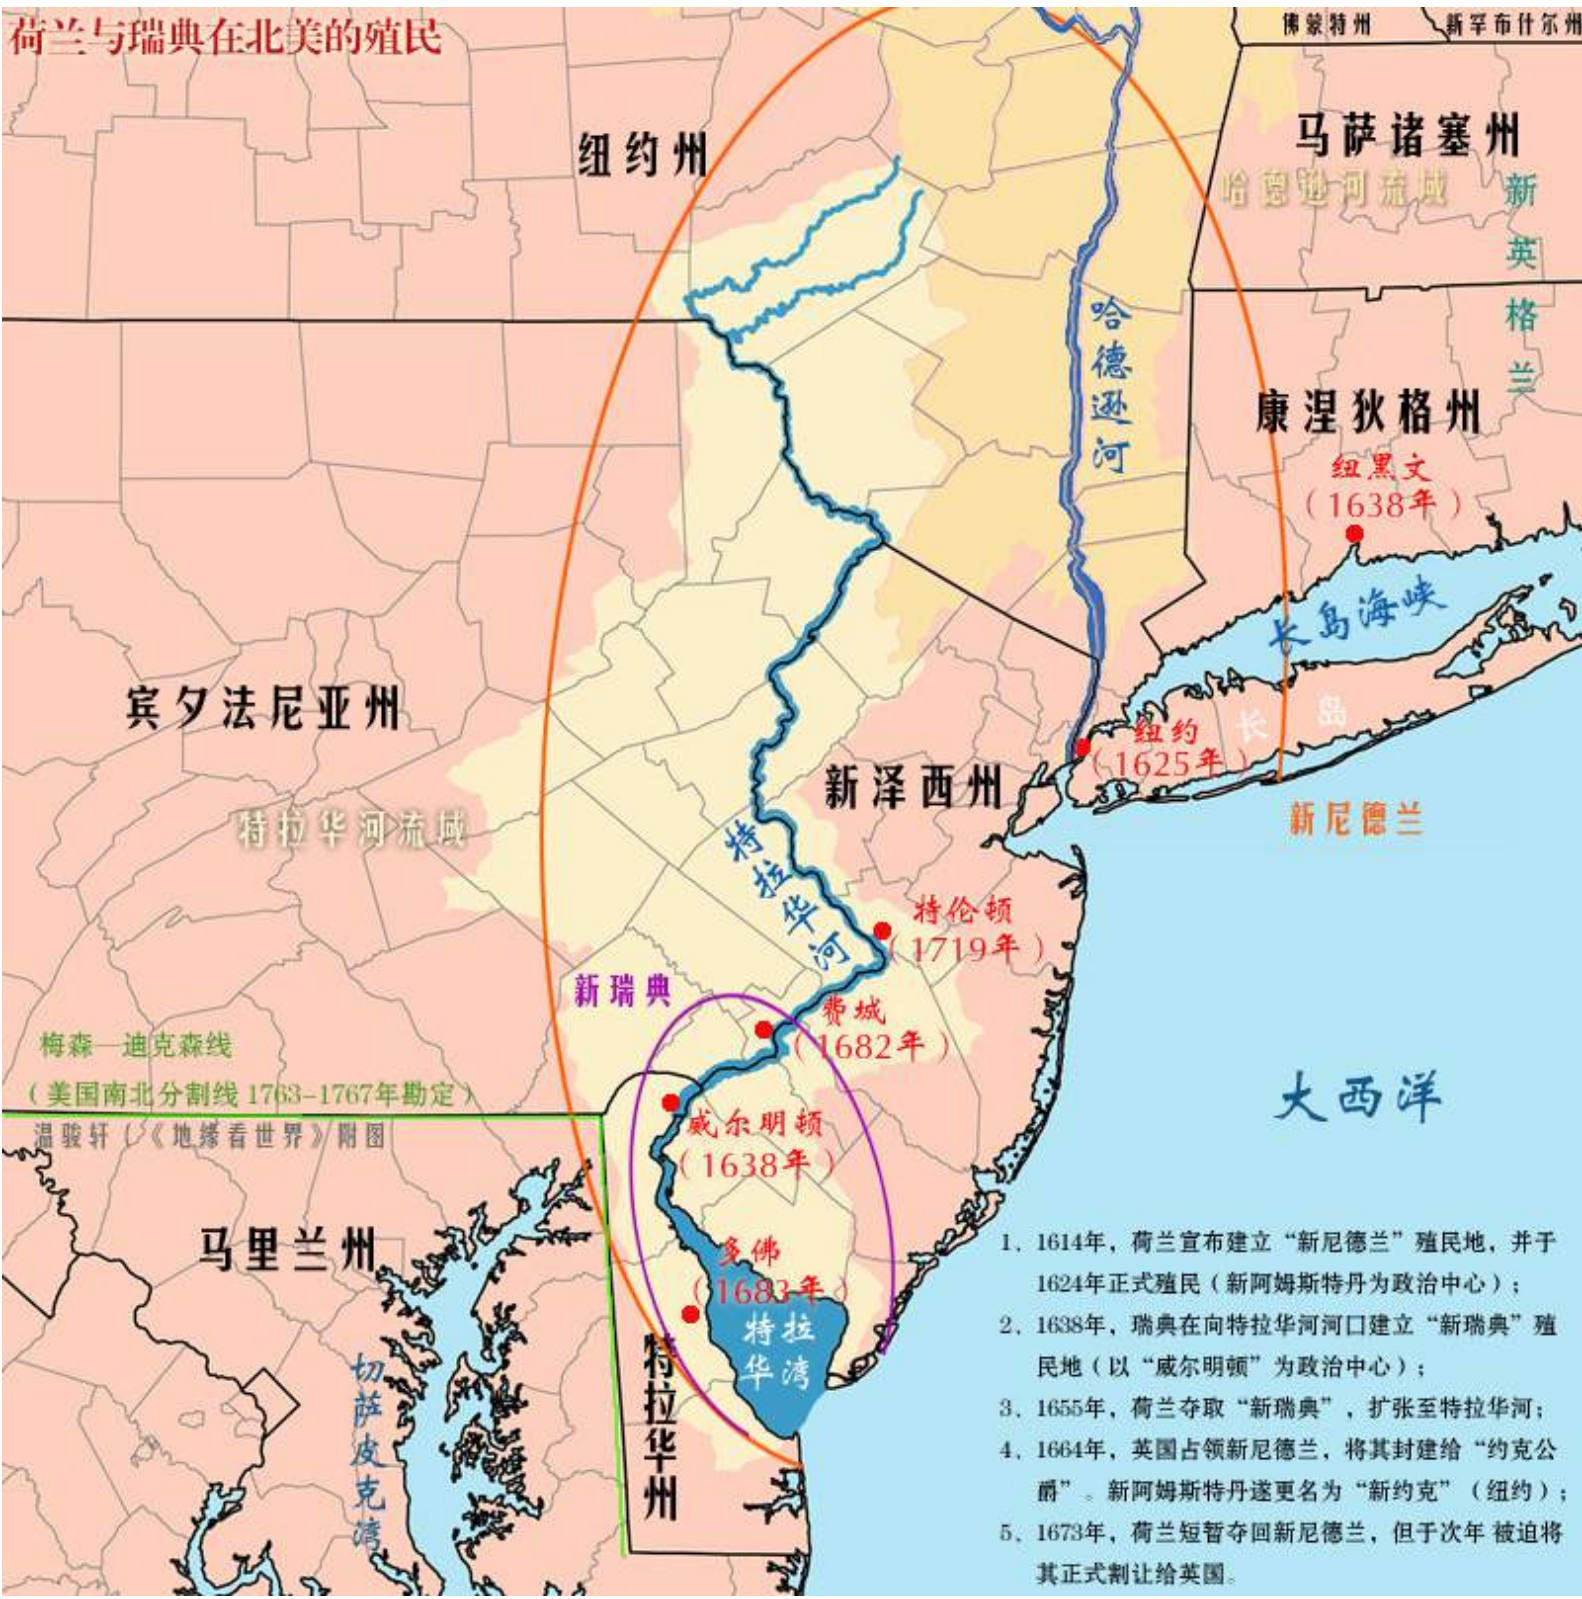 荷兰与瑞典在北美的殖民
佛蒙特州
新罕布什尔州
纽约州
马萨诸塞州
哈德逊河流域
新英格兰
哈德逊河
康涅狄格州
纽黑文
（1638年）
长岛海峡
宾夕法尼亚州
长岛
纽约
（1625年）
新泽西州
新尼德兰
特拉华河流域
特拉华河
特伦顿
（1719年）
新瑞典
费城
（1682年）
梅森—迪克森线
（美国南北分割线 1763-1767年勘定）
大西洋
温骏轩（《地缘看世界》附图
威尔明顿
（1638年）
马里兰州
多佛
（1683年）
特拉
华湾
特拉华州
切萨皮克湾
1、1614年，荷兰宣布建立“新尼德兰”殖民地，并于
1624年正式殖民（新阿姆斯特丹为政治中心）；
2、1638年，瑞典在向特拉华河河口建立“新瑞典”殖
民地（以“威尔明顿”为政治中心）；
3、1655年，荷兰夺取“新瑞典”，扩张至特拉华河；
4、1664年，英国占领新尼德兰，将其封建给“约克公
爵”。新阿姆斯特丹遂更名为“新约克”（纽约）；
5、1673年，荷兰短暂夺回新尼德兰，但于次年 被迫将
其正式割让给英国。